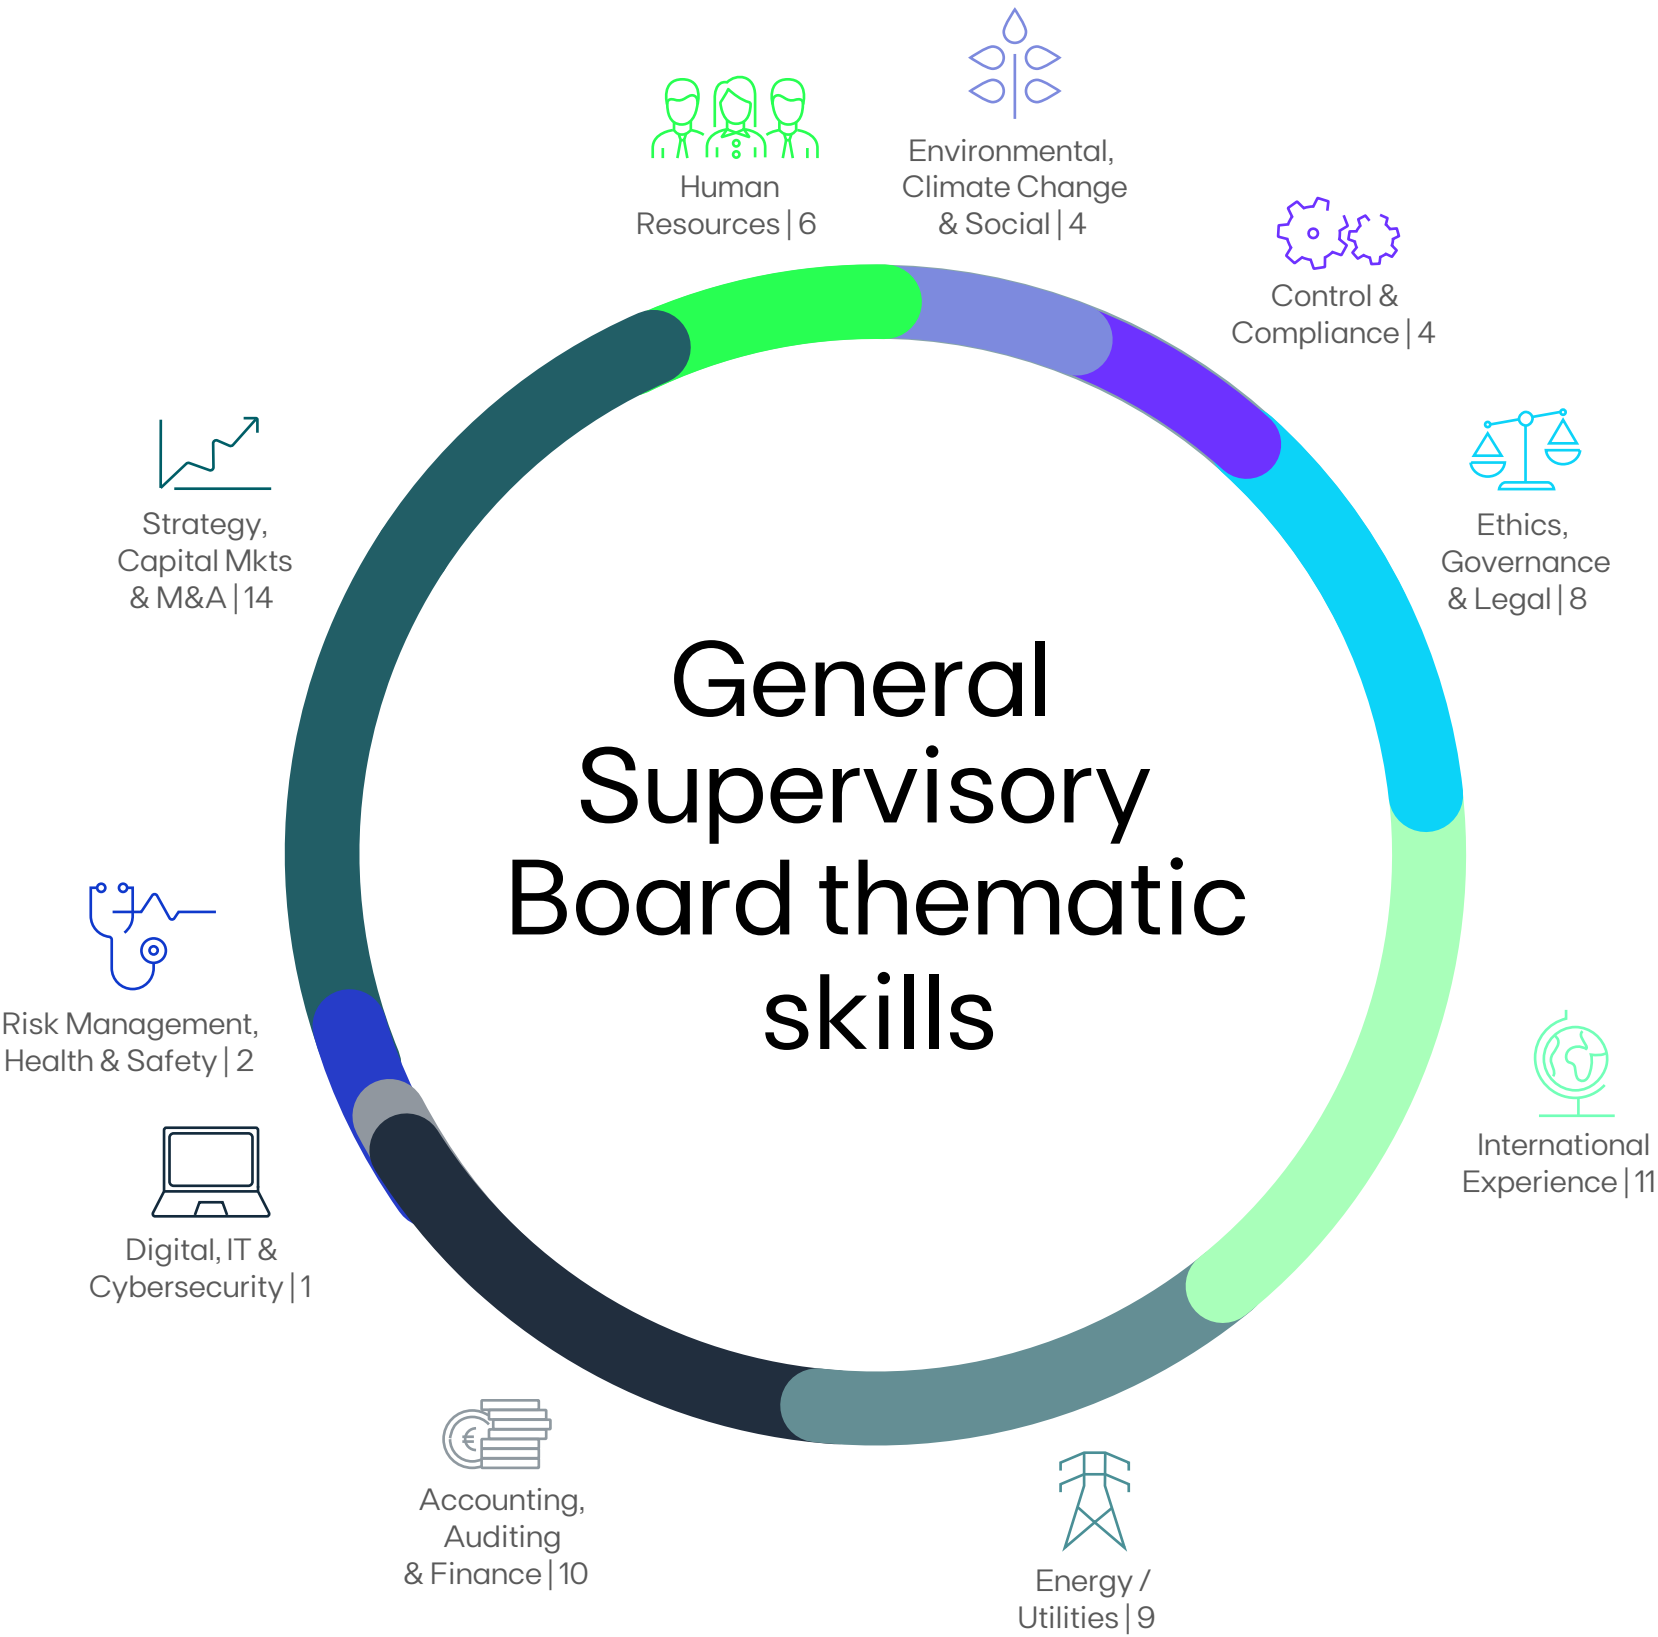 Human
Resources | 6
Environmental,
Climate Change
& Social | 4
Control &
Compliance | 4
Ethics,
Governance
& Legal | 8
International
Experience | 11
Energy /
Utilities | 9
Accounting,
Auditing
& Finance | 10
Digital, IT &
Cybersecurity | 1
Risk Management,
Health & Safety | 2
Strategy,
Capital Mkts
& M&A | 14
General
Supervisory
Board thematic
skills
€